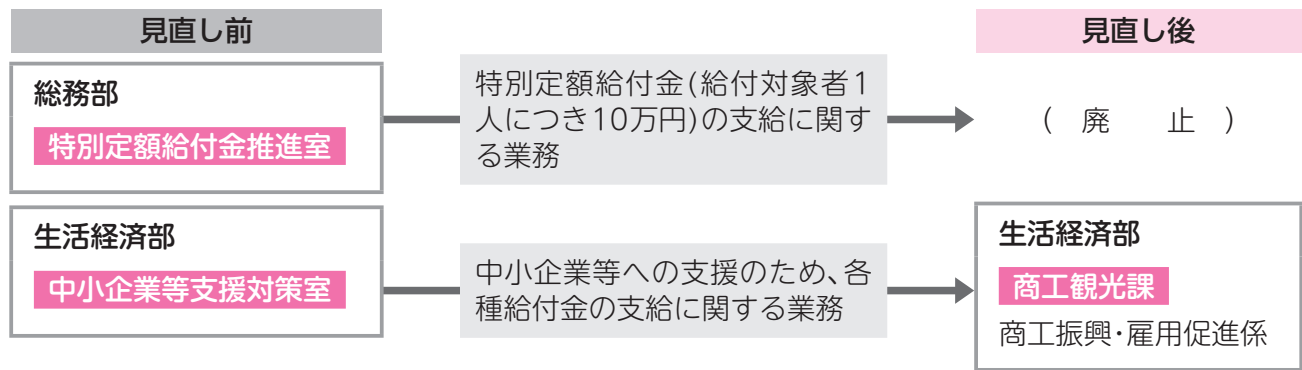 見直し前
見直し後
総務部
特別定額給付金推進室
特別定額給付金(給付対象者1
人につき10万円)の支給に関す
る業務
(　廃　　止　)
生活経済部
中小企業等支援対策室
中小企業等への支援のため、各
種給付金の支給に関する業務
生活経済部
商工観光課
商工振興・雇用促進係